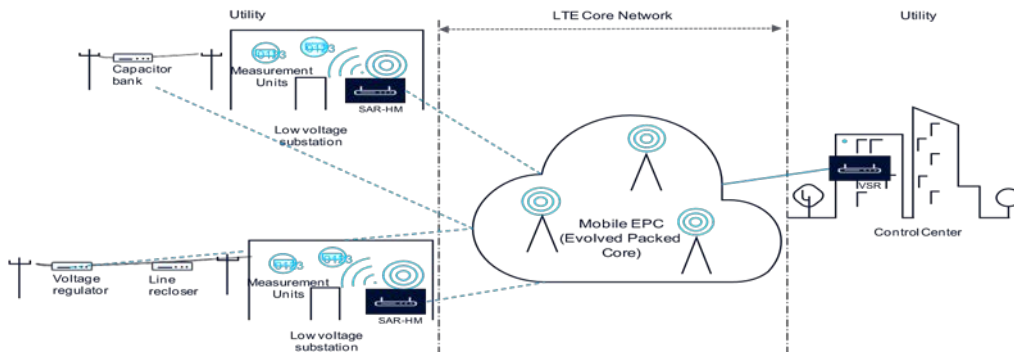 Utility
LTE Core Network
Utility
Capacitor
bank
Measurement
Units
SAR-HM
Low voltage
substation
VSR
Control Center
Mobile EPC
(Evolved Packed
Core)
Voltage
regulator
Line
recloser
Measurement
Units
SAR-HM
Low voltage
substation